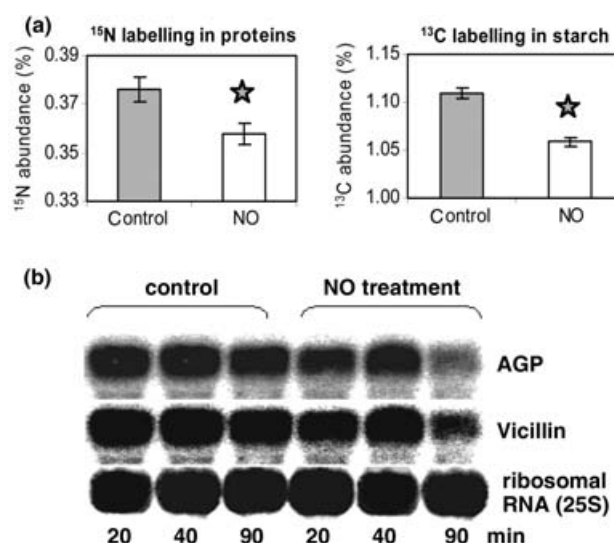 (a)
¹⁵N labelling in proteins
¹⁵N abundance (%)
0.39
0.37
0.35
0.33
Control NO
¹³C labelling in starch
¹³C abundance (%)
1.15
1.10
1.05
1.00
Control NO
(b)
control NO treatment
AGP
Vicillin
ribosomal
RNA (25S)
20 40 90 20 40 90 min